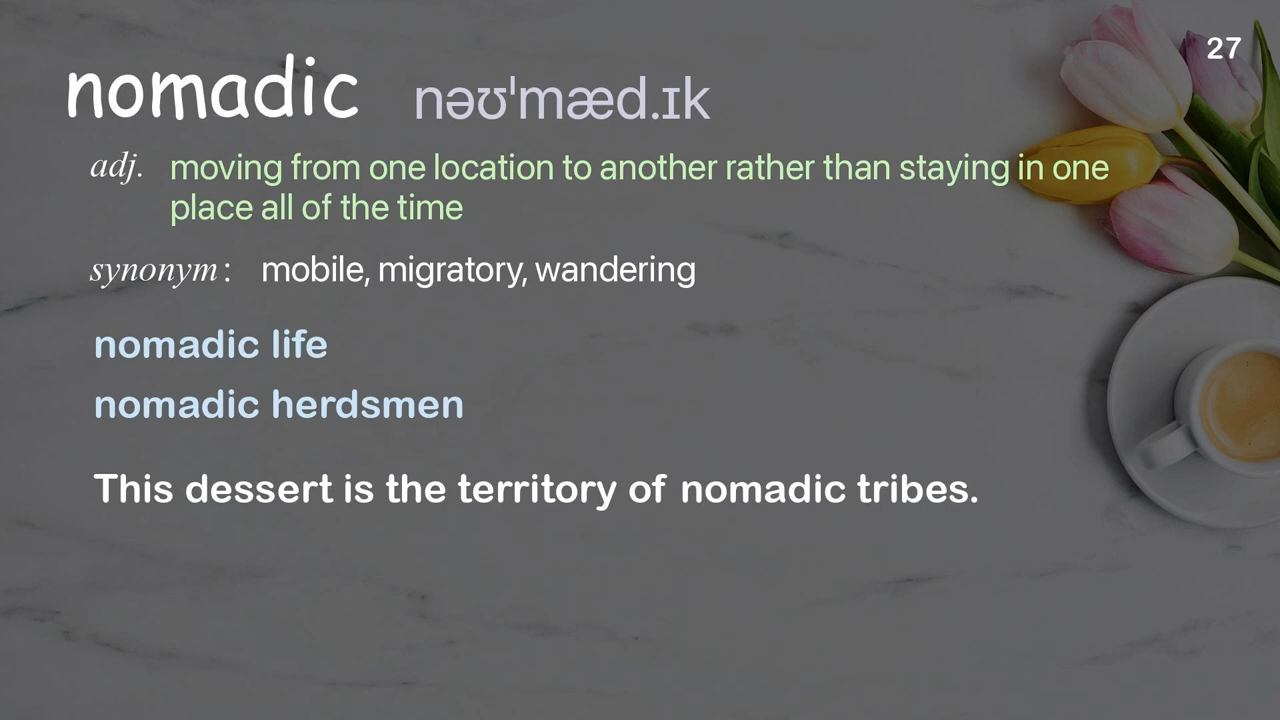 27
nomadic nəʊˈmæd.ɪk
adj. moving from one location to another rather than staying in one
place all of the time
synonym: mobile, migratory, wandering
nomadic life
nomadic herdsmen
This dessert is the territory of nomadic tribes.